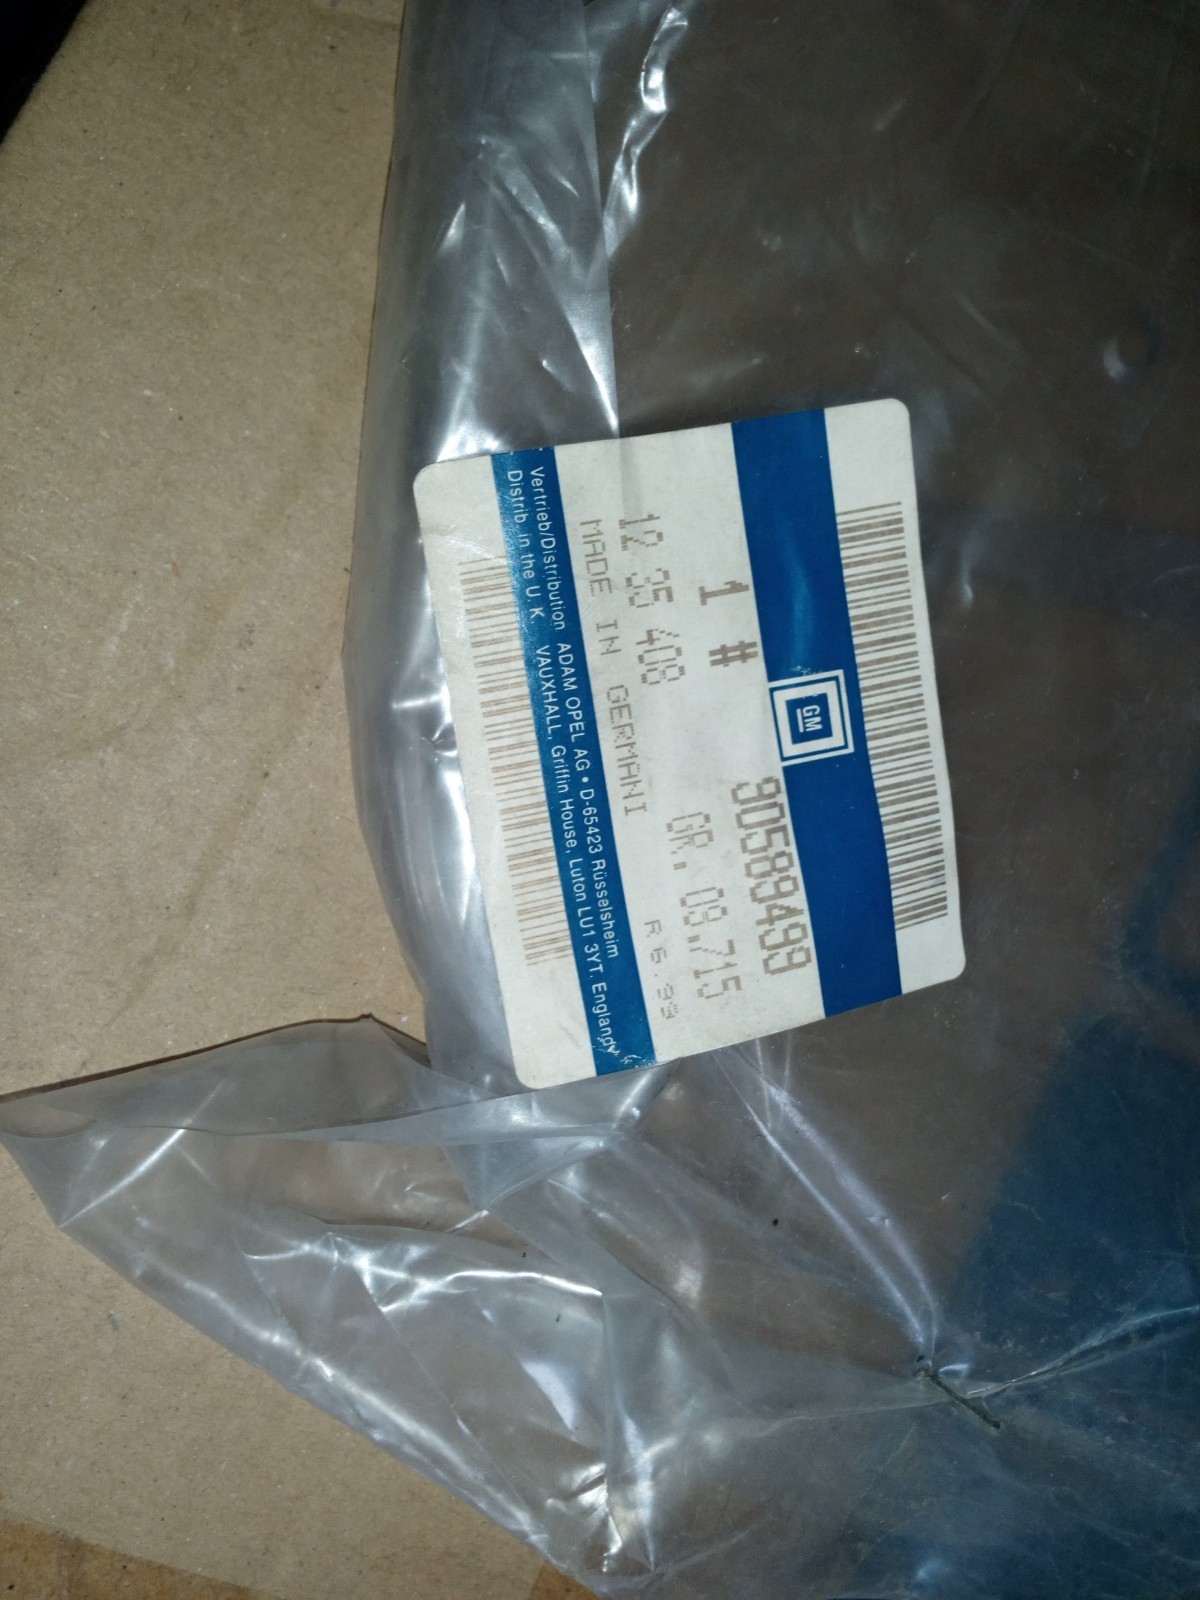 GM
1 # 90589499
12 35 408 GR. 09.715
MADE IN GERMANI R6.99
Vertrieb/Distribution ADAM OPEL AG • D-65423 Rüsselsheim
Distrib. in the U. K. VAUXHALL, Griffin House, Luton LU1 3YT. England